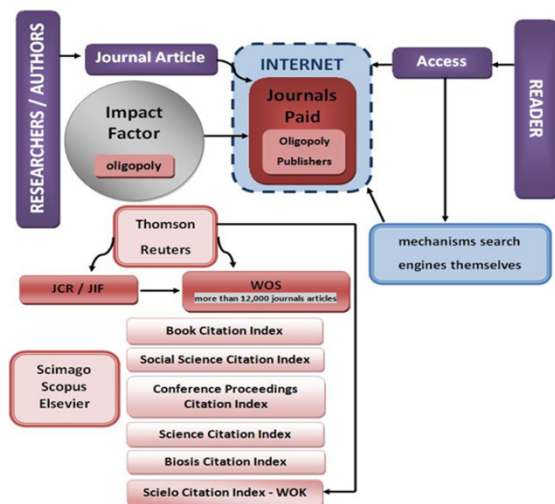 RESEARCHERS / AUTHORS
Journal Article
INTERNET
Access
READER
Impact
Factor
oligopoly
Journals
Paid
Oligopoly
Publishers
mechanisms search
engines themselves
Thomson
Reuters
JCR / JIF
WOS
more than 12,000 journals articles
Scimago
Scopus
Elsevier
Book Citation Index
Social Science Citation Index
Conference Proceedings
Citation Index
Science Citation Index
Biosis Citation Index
Scielo Citation Index - WOK